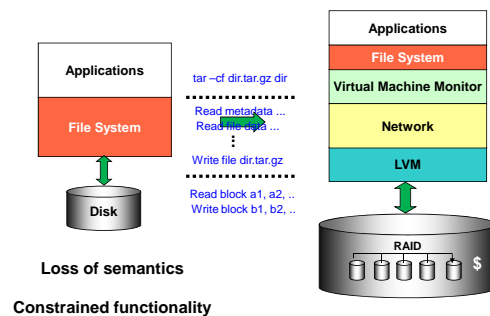 Applications
File System
Disk
Loss of semantics
Constrained functionality
tar –cf dir.tar.gz dir
Read metadata ...
Read file data ...
Write file dir.tar.gz
Read block a1, a2, ..
Write block b1, b2, ..
Applications
File System
Virtual Machine Monitor
Network
LVM
RAID
$